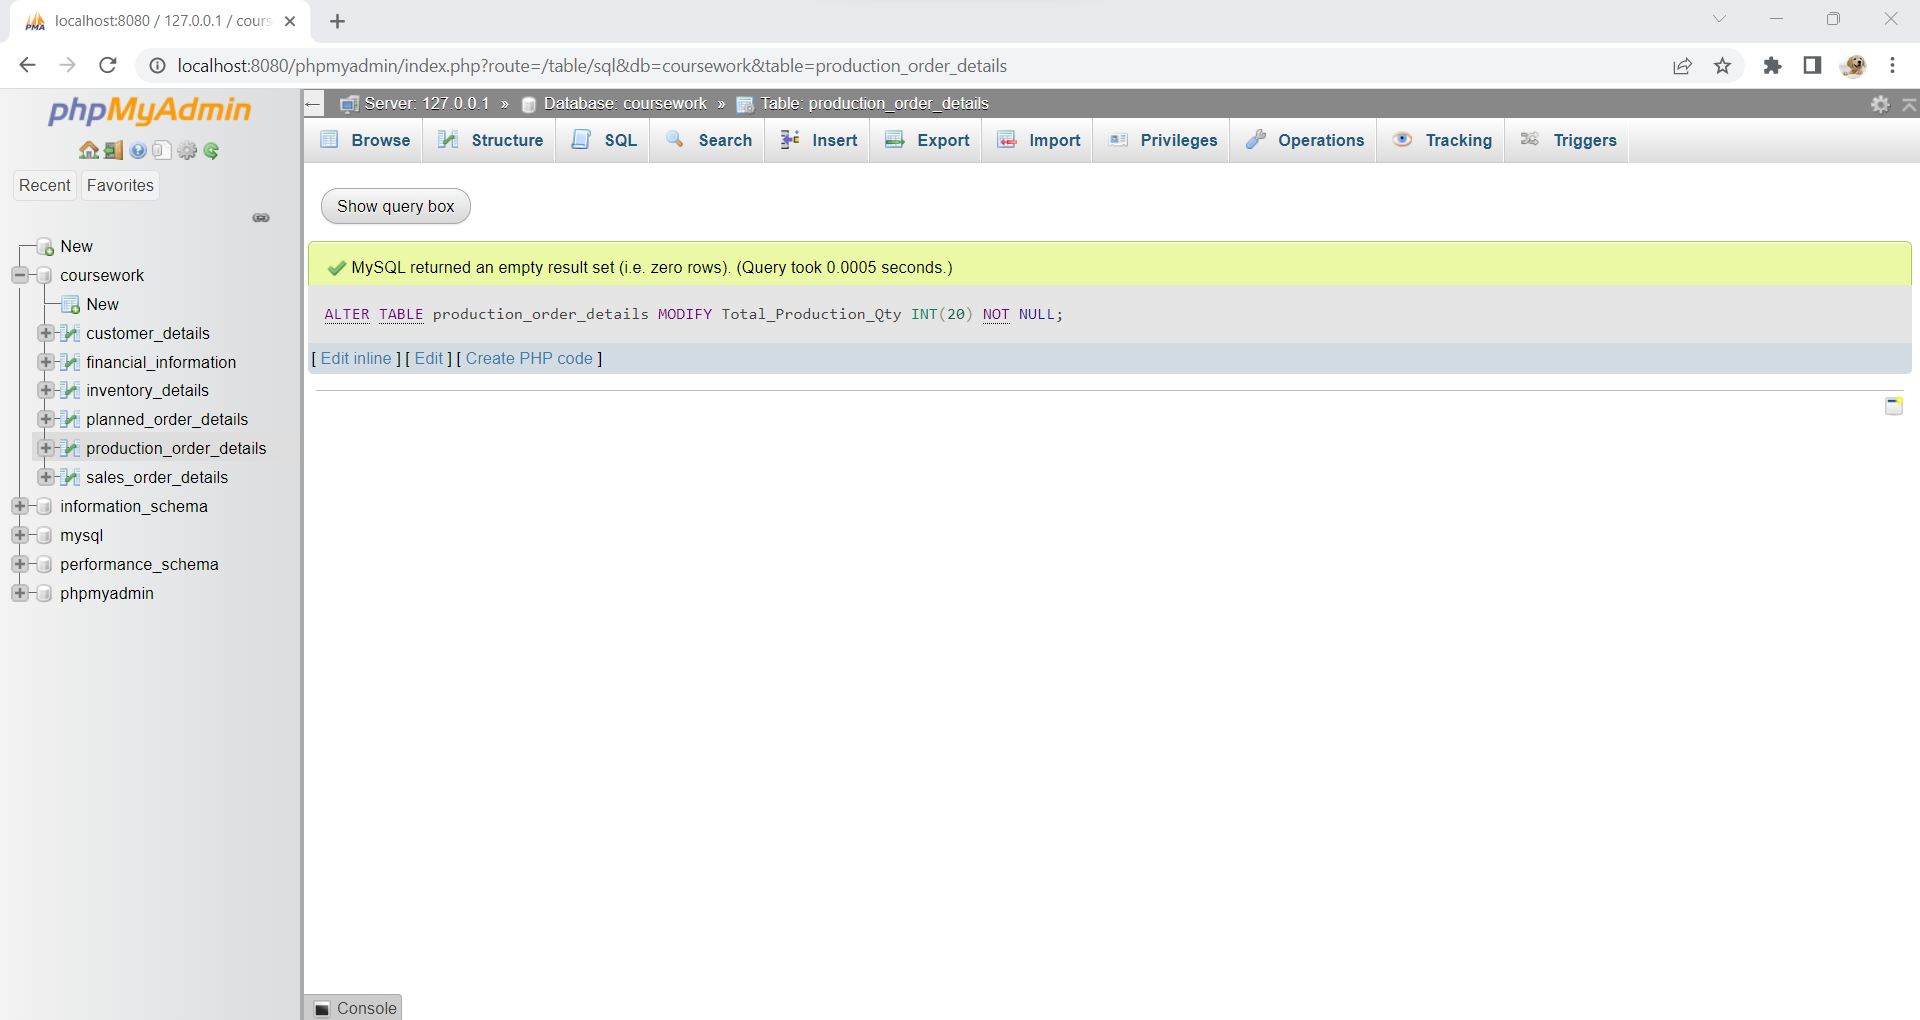 localhost:8080 / 127.0.0.1 / cours
localhost:8080/phpmyadmin/index.php?route=/table/sql&db=coursework&table=production_order_details
phpMyAdmin
Recent Favorites
New
coursework
New
customer_details
financial_information
inventory_details
planned_order_details
production_order_details
sales_order_details
information_schema
mysql
performance_schema
phpmyadmin
Server: 127.0.0.1 » Database: coursework » Table: production_order_details
Browse Structure SQL Search Insert Export Import Privileges Operations Tracking Triggers
Show query box
MySQL returned an empty result set (i.e. zero rows). (Query took 0.0005 seconds.)
ALTER TABLE production_order_details MODIFY Total_Production_Qty INT(20) NOT NULL;
[ Edit inline ] [ Edit ] [ Create PHP code ]
Console